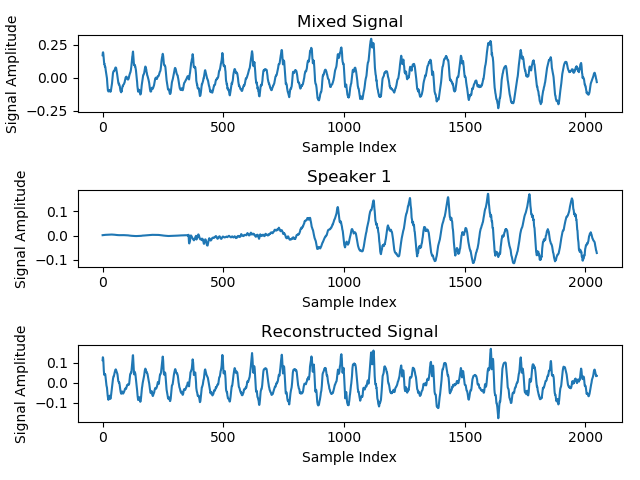 Mixed Signal
Signal Amplitude
0.25
0.00
−0.25
0 500 1000 1500 2000
Sample Index
Speaker 1
Signal Amplitude
0.1
0.0
−0.1
0 500 1000 1500 2000
Sample Index
Reconstructed Signal
Signal Amplitude
0.1
0.0
−0.1
0 500 1000 1500 2000
Sample Index